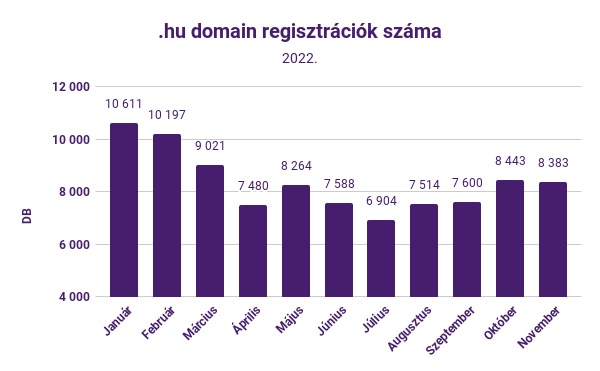 .hu domain regisztrációk száma
2022.
12 000
10 000
8 000
6 000
4 000
DB
10 611
10 197
9 021
7 480
8 264
7 588
6 904
7 514
7 600
8 443
8 383
Január
Február
Március
Április
Május
Június
Július
Augusztus
Szeptember
Október
November